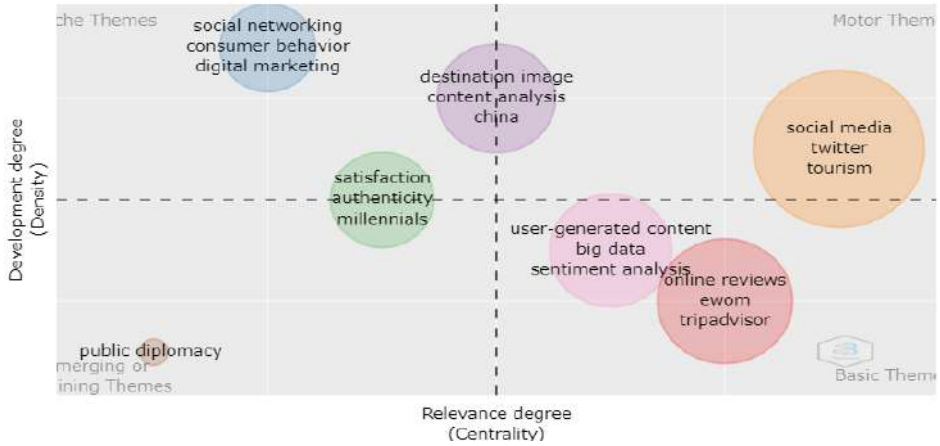 che Themes
Motor Them
social networking
consumer behavior
digital marketing
destination image
content analysis
china
social media
twitter
tourism
satisfaction
authenticity
millennials
user-generated content
big data
sentiment analysis
online reviews
ewom
tripadvisor
public diplomacy
merging or
ining Themes
Basic Theme
Development degree
(Density)
Relevance degree
(Centrality)